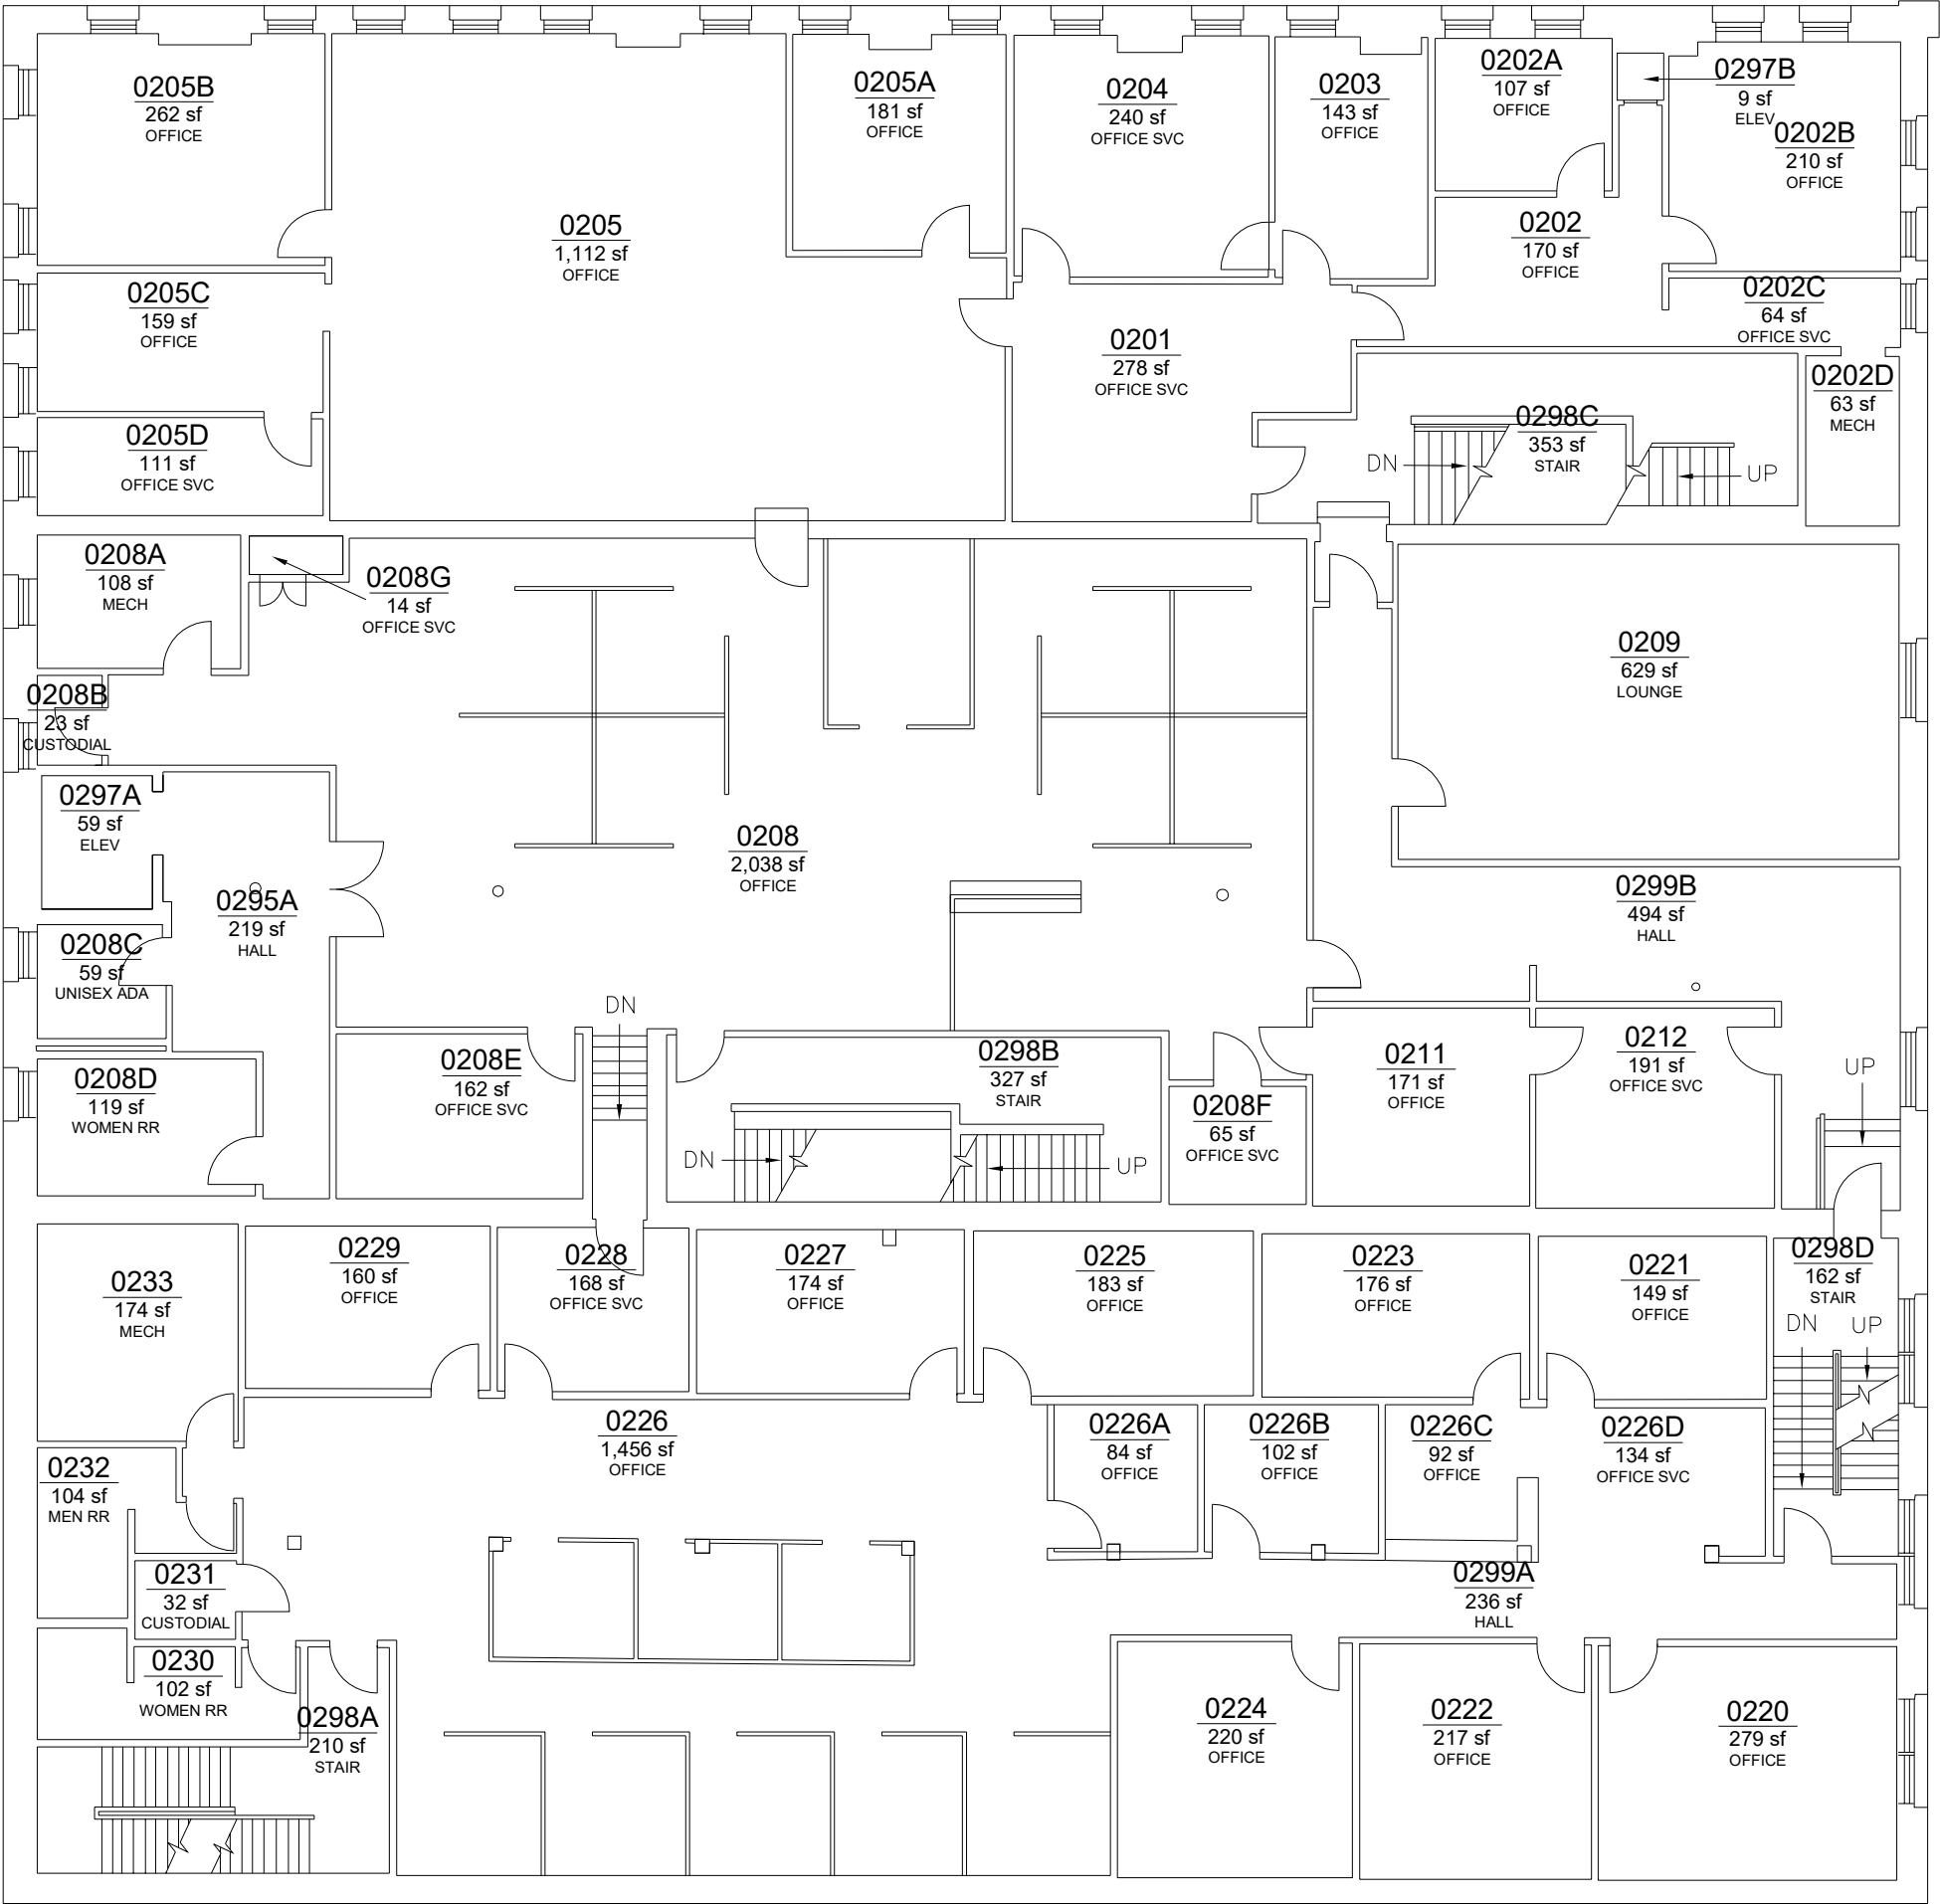 0205B
262 sf
OFFICE
0205
1,112 sf
OFFICE
0205A
181 sf
OFFICE
0204
240 sf
OFFICE SVC
0203
143 sf
OFFICE
0202A
107 sf
OFFICE
0297B
9 sf
ELEV
0202B
210 sf
OFFICE
0202
170 sf
OFFICE
0205C
159 sf
OFFICE
0202C
64 sf
OFFICE SVC
0201
278 sf
OFFICE SVC
0202D
63 sf
MECH
0205D
111 sf
OFFICE SVC
0298C
353 sf
STAIR
DN
UP
0208A
108 sf
MECH
0208G
14 sf
OFFICE SVC
0209
629 sf
LOUNGE
0208B
23 sf
CUSTODIAL
0297A
59 sf
ELEV
0208
2,038 sf
OFFICE
0295A
219 sf
HALL
0299B
494 sf
HALL
0208C
59 sf
UNISEX ADA
DN
0208D
119 sf
WOMEN RR
0208E
162 sf
OFFICE SVC
0298B
327 sf
STAIR
DN
UP
0208F
65 sf
OFFICE SVC
0211
171 sf
OFFICE
0212
191 sf
OFFICE SVC
UP
0233
174 sf
MECH
0229
160 sf
OFFICE
0228
168 sf
OFFICE SVC
0227
174 sf
OFFICE
0225
183 sf
OFFICE
0223
176 sf
OFFICE
0221
149 sf
OFFICE
0298D
162 sf
STAIR
DN
UP
0226
1,456 sf
OFFICE
0226A
84 sf
OFFICE
0226B
102 sf
OFFICE
0226C
92 sf
OFFICE
0226D
134 sf
OFFICE SVC
0232
104 sf
MEN RR
0231
32 sf
CUSTODIAL
0299A
236 sf
HALL
0230
102 sf
WOMEN RR
0298A
210 sf
STAIR
0224
220 sf
OFFICE
0222
217 sf
OFFICE
0220
279 sf
OFFICE